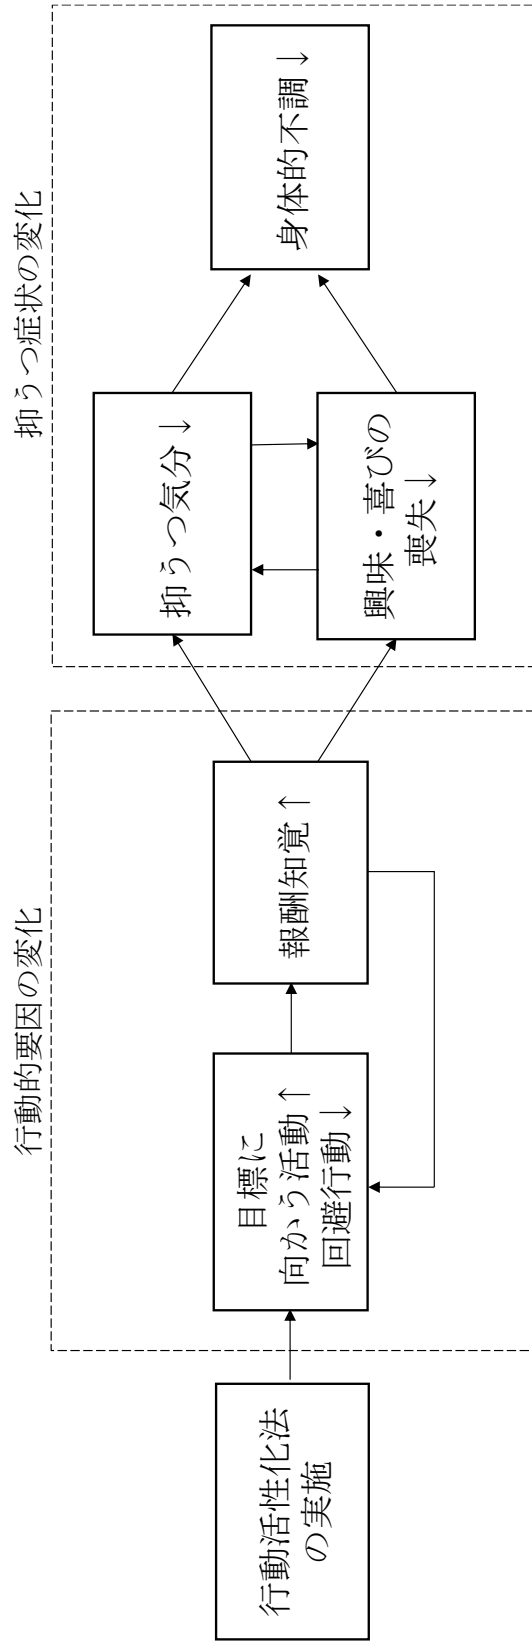 行動活性化法
の実施
行動的要因の変化
目標に
向かう活動↑
回避行動↓
報酬知覚↑
抑うつ症状の変化
抑うつ気分↓
興味・喜びの
喪失↓
身体的不調↓